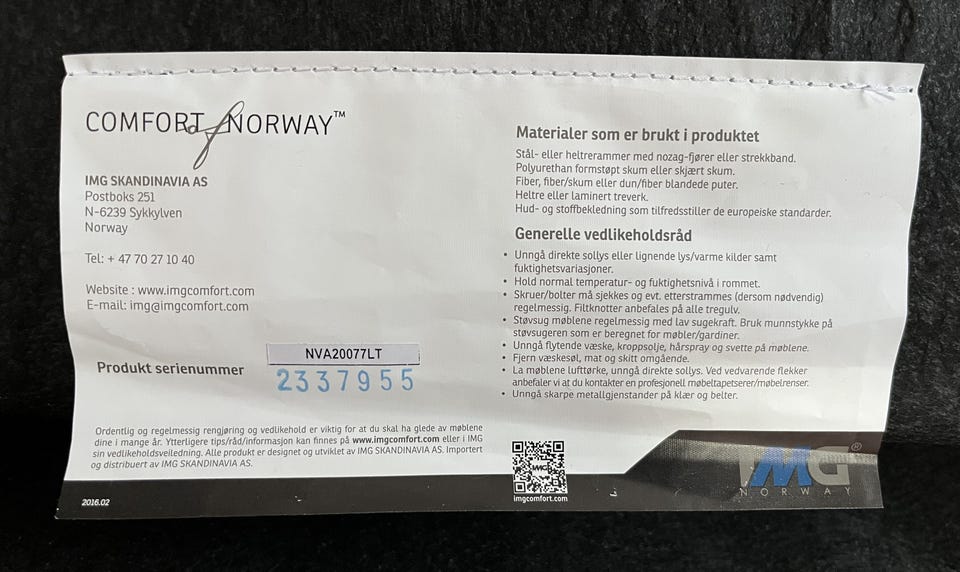 COMFORT of NORWAY™
IMG SKANDINAVIA AS
Postboks 251
N-6239 Sykkylven
Norway
Tel: + 47 70 27 10 40
Website : www.imgcomfort.com
E-mail: img@imgcomfort.com
Produkt serienummer
NVA20077LT
2337955
Ordentlig og regelmessig rengjøring og vedlikehold er viktig for at du skal ha glede av møblene
dine i mange år. Ytterligere tips/råd/informasjon kan finnes på www.imgcomfort.com eller i IMG
sin vedlikeholdsveiledning. Alle produkt er designet og utviklet av IMG SKANDINAVIA AS. Importert
og distribuert av IMG SKANDINAVIA AS.
2016.02
Materialer som er brukt i produktet
Stål- eller heltrerammer med nozag-fjører eller strekkband.
Polyurethan formstøpt skum eller skjært skum.
Fiber, fiber/skum eller dun/fiber blandede puter.
Heltre eller laminert treverk.
Hud- og stoffbekledning som tilfredsstiller de europeiske standarder.
Generelle vedlikeholdsråd
• Unngå direkte sollys eller lignende lys/varme kilder samt
fuktighetsvariasjoner.
• Hold normal temperatur- og fuktighetsnivå i rommet.
• Skruer/bolter må sjekkes og evt. etterstrammes (dersom nødvendig)
regelmessig. Filtknotter anbefales på alle tregulv.
• Støvsug møblene regelmessig med lav sugekraft. Bruk munnstykke på
støvsugeren som er beregnet for møbler/gardiner.
• Unngå flytende væske, kroppsolje, hårspray og svette på møblene.
• Fjern væskesøl, mat og skitt omgående.
• La møblene lufttørke, unngå direkte sollys. Ved vedvarende flekker
anbefaler vi at du kontakter en profesjonell møbeltapetserer/møbelrenser.
• Unngå skarpe metallgjenstander på klær og belter.
IMG
imgcomfort.com
IMG®
NORWAY